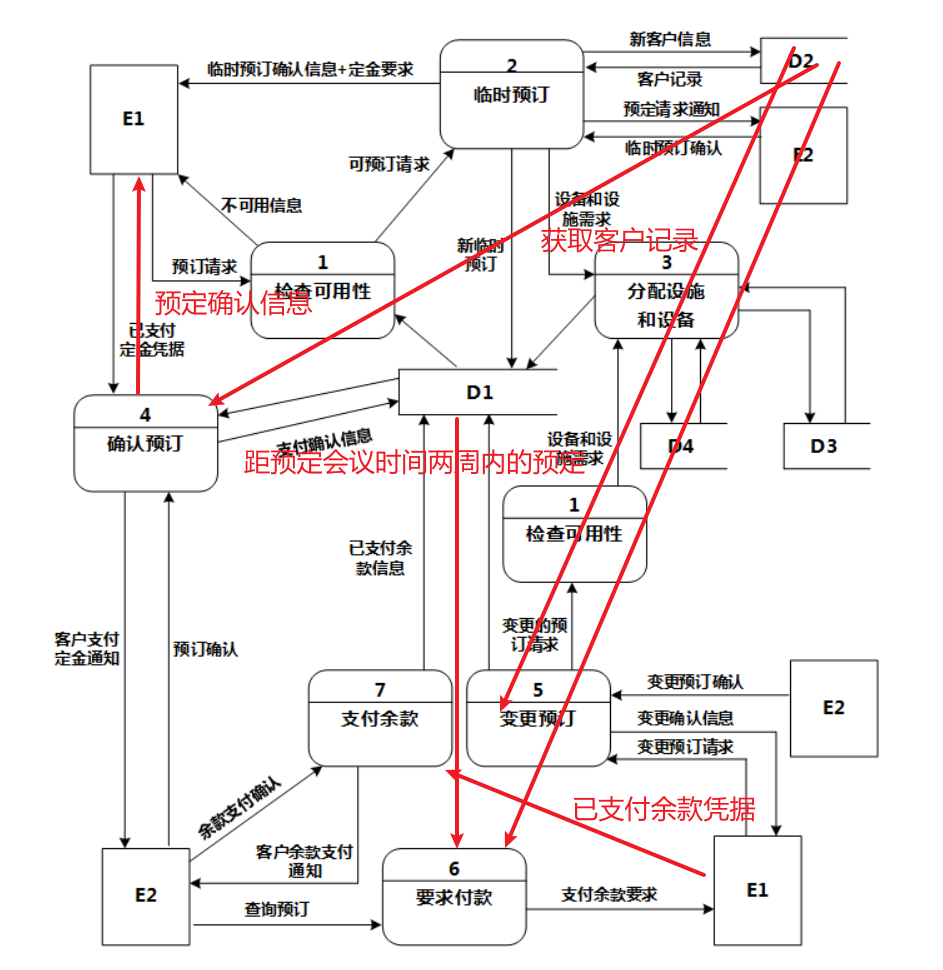 新客户信息
D2
临时预订确认信息+定金要求
2
客户记录
临时预订
E1
预定请求通知
E2
临时预订确认
可预订请求
不可用信息
设备和设
施需求
获取客户记录
新临时
预订
1
检查可用性
3
分配设施
和设备
预订请求
预定确认信息
已支付
定金凭据
D1
4
确认预订
支付确认信息
设备和设
施需求
D4
D3
距预定会议时间两周内的预定
1
检查可用性
已支付余
款信息
变更的预
订请求
客户支付
定金通知
预订确认
7
支付余款
5
变更预订
变更预订确认
变更确认信息
变更预订请求
E2
余款支付确认
已支付余款凭据
客户余款支付
通知
6
要求付款
E2
查询预订
支付余款要求
E1